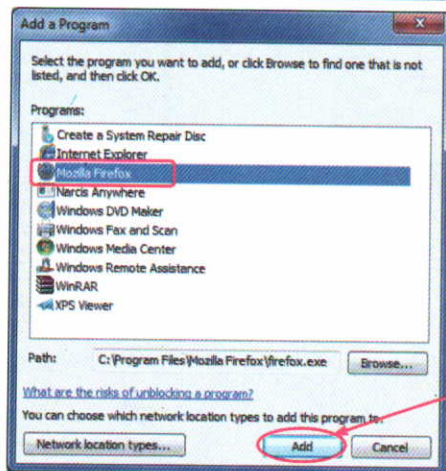 Add a Program
Select the program you want to add, or click Browse to find one that is not
listed, and then click OK.
Programs:
Create a System Repair Disc
Internet Explorer
Mozilla Firefox
Narcis Anywhere
Windows DVD Maker
Windows Fax and Scan
Windows Media Center
Windows Remote Assistance
WinRAR
XPS Viewer
Path: C:\Program Files\Mozilla Firefox\firefox.exe Browse...
What are the risks of unblocking a program?
You can choose which network location types to add this program to:
Network location types... Add Cancel